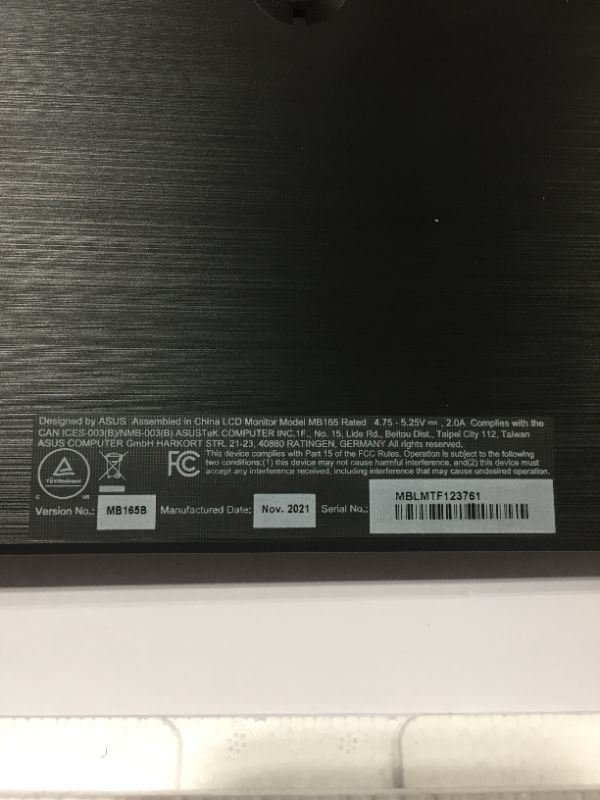 Designed by ASUS Assembled in China LCD Monitor Model MB165 Rated 4.75 - 5.25V⎓, 2.0A Complies with the
CAN ICES-003(B)/NMB-003(B) ASUSTeK COMPUTER INC.1F., No. 15, Lide Rd., Beitou Dist., Taipei City 112, Taiwan
ASUS COMPUTER GmbH HARKORT STR. 21-23, 40880 RATINGEN, GERMANY All rights reserved.
This device complies with Part 15 of the FCC Rules. Operation is subject to the following
two conditions:(1) this device may not cause harmful interference, and(2) this device must
accept any interference received, including interference that may cause undesired operation.
TÜVRheinland
C US
FC
Version No.: MB165B Manufactured Date: Nov. 2021 Serial No.: MBLMTF123761